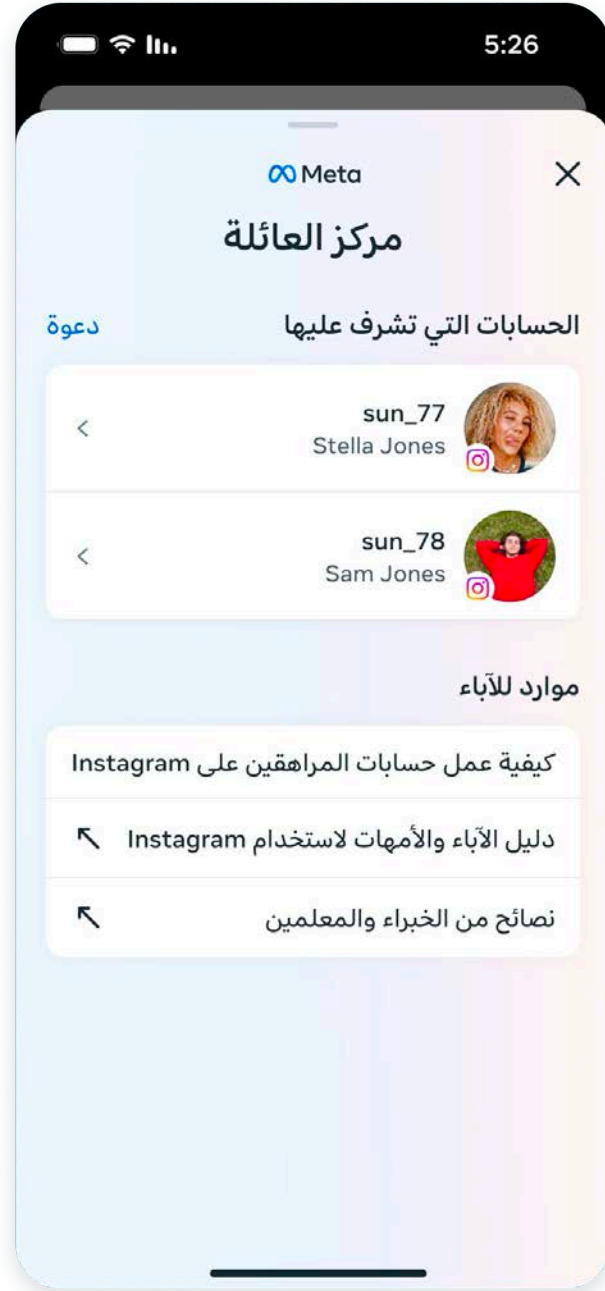 5:26
Meta
مركز العائلة
الحسابات التي تشرف عليها
دعوة
sun_77
Stella Jones
sun_78
Sam Jones
موارد للآباء
كيفية عمل حسابات المراهقين على Instagram
دليل الآباء والأمهات لاستخدام Instagram
نصائح من الخبراء والمعلمين